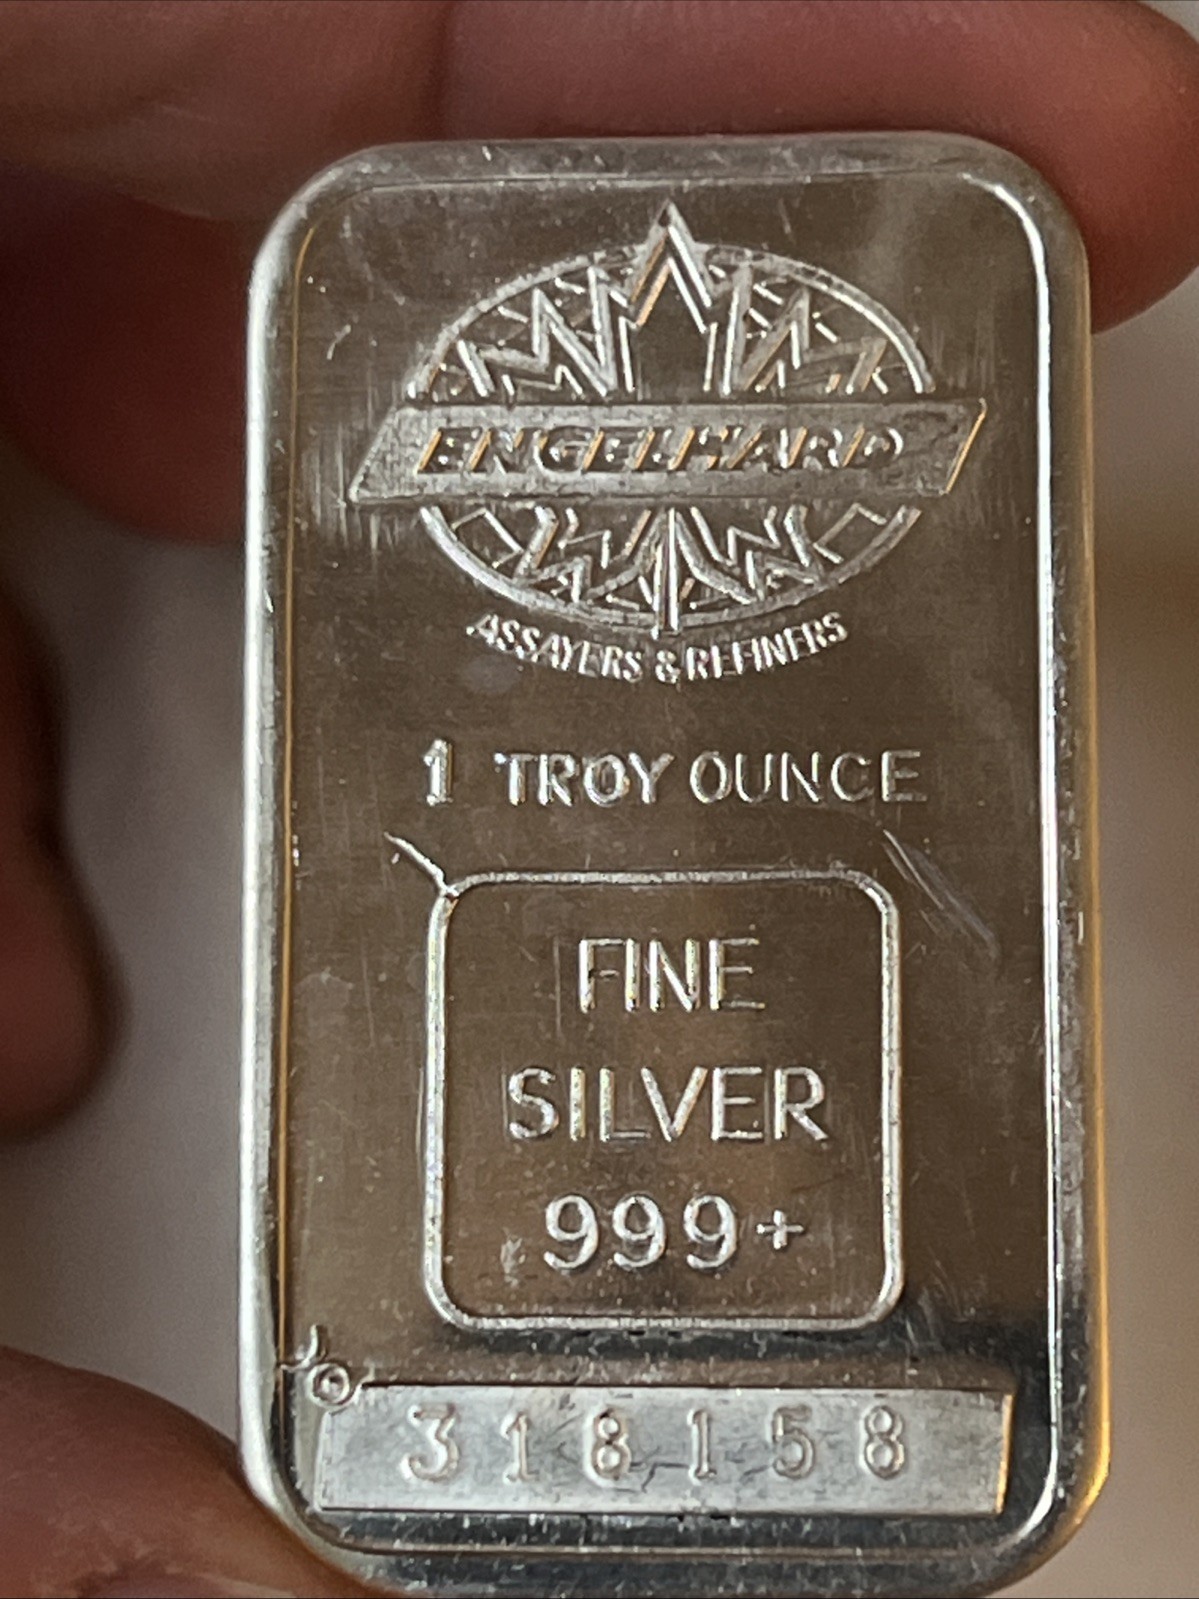 ENGELHARD
ASSAYERS & REFINERS
1 TROY OUNCE
FINE
SILVER
999+
318158